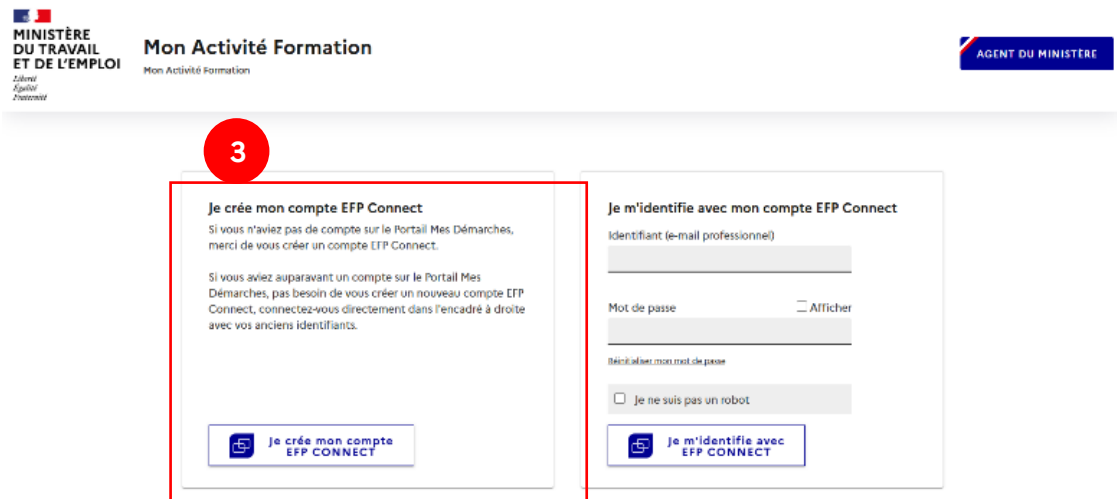 MINISTÈRE
DU TRAVAIL
ET DE L'EMPLOI
Liberté
Égalité
Fraternité
Mon Activité Formation
Mon Activité Formation
AGENT DU MINISTÈRE
3
Je crée mon compte EFP Connect
Si vous n'aviez pas de compte sur le Portail Mes Démarches,
merci de vous créer un compte EFP Connect.
Si vous aviez auparavant un compte sur le Portail Mes
Démarches, pas besoin de vous créer un nouveau compte EFP
Connect, connectez-vous directement dans l'encadré à droite
avec vos anciens identifiants.
Je crée mon compte
EFP CONNECT
Je m'identifie avec mon compte EFP Connect
Identifiant (e-mail professionnel)
Mot de passe
Afficher
Réinitialiser mon mot de passe
Je ne suis pas un robot
Je m'identifie avec
EFP CONNECT